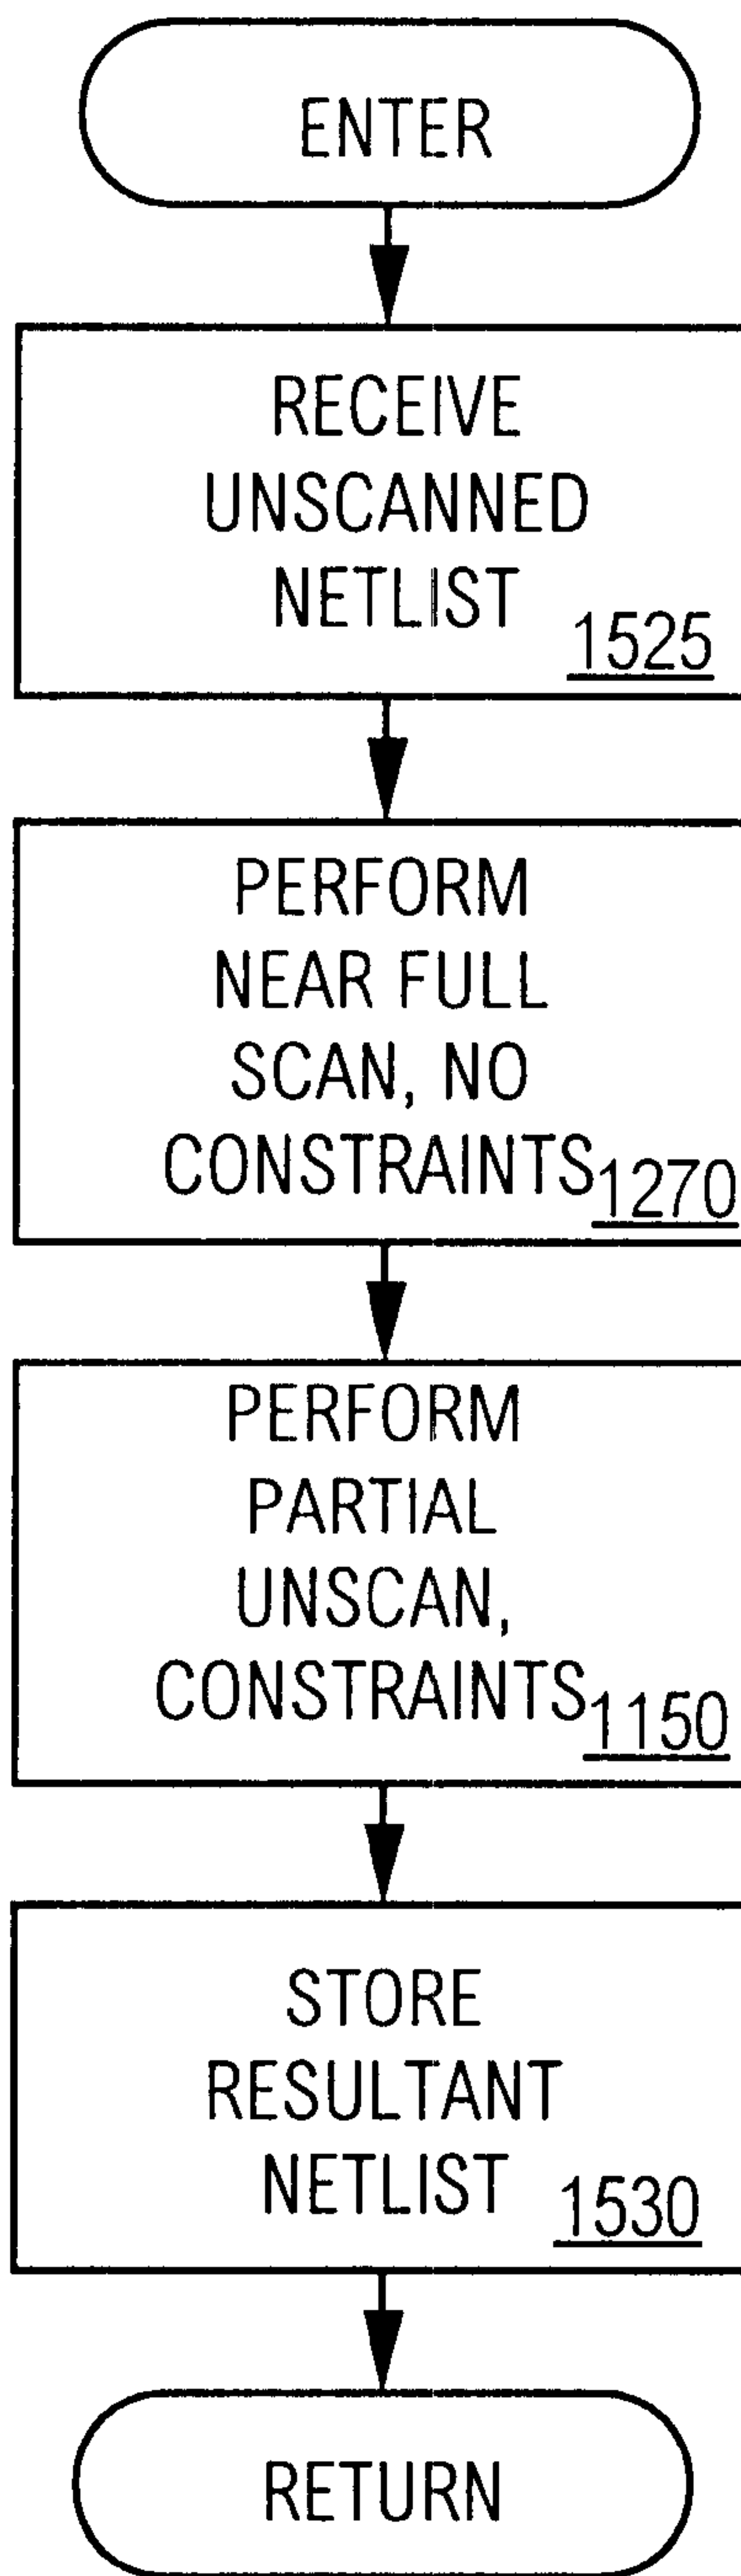 ENTER
RECEIVE
UNSCANNED
NETLIST
1525
PERFORM
NEAR FULL
SCAN, NO
CONSTRAINTS
1270
PERFORM
PARTIAL
UNSCAN,
CONSTRAINTS
1150
STORE
RESULTANT
NETLIST
1530
RETURN